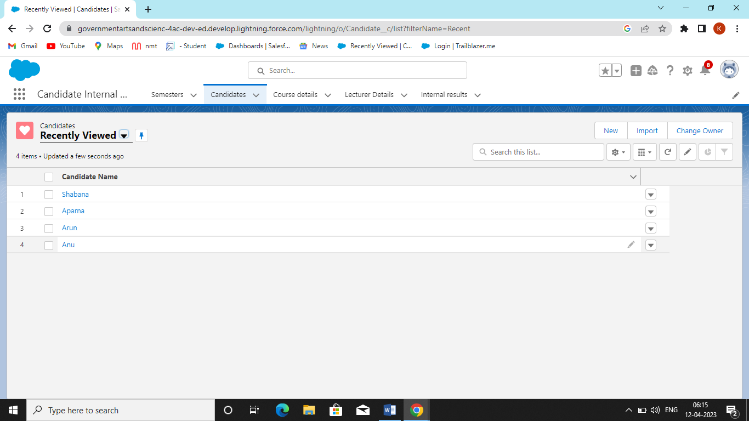 Recently Viewed | Candidates | Se
governmentartsandscienc-4ac-dev-ed.develop.lightning.force.com/lightning/o/Candidate__c/list?filterName=Recent
K
Gmail YouTube Maps nmt - Student Dashboards | Salesf... News Recently Viewed | C... Login | Trailblazer.me
Search...
8
Candidate Internal ... Semesters Candidates Course details Lecturer Details Internal results
Candidates
Recently Viewed
New Import Change Owner
4 items • Updated a few seconds ago
Search this list...
Candidate Name
1 Shabana
2 Aparna
3 Arun
4 Anu
Type here to search
ENG
06:15
12-04-2023
2